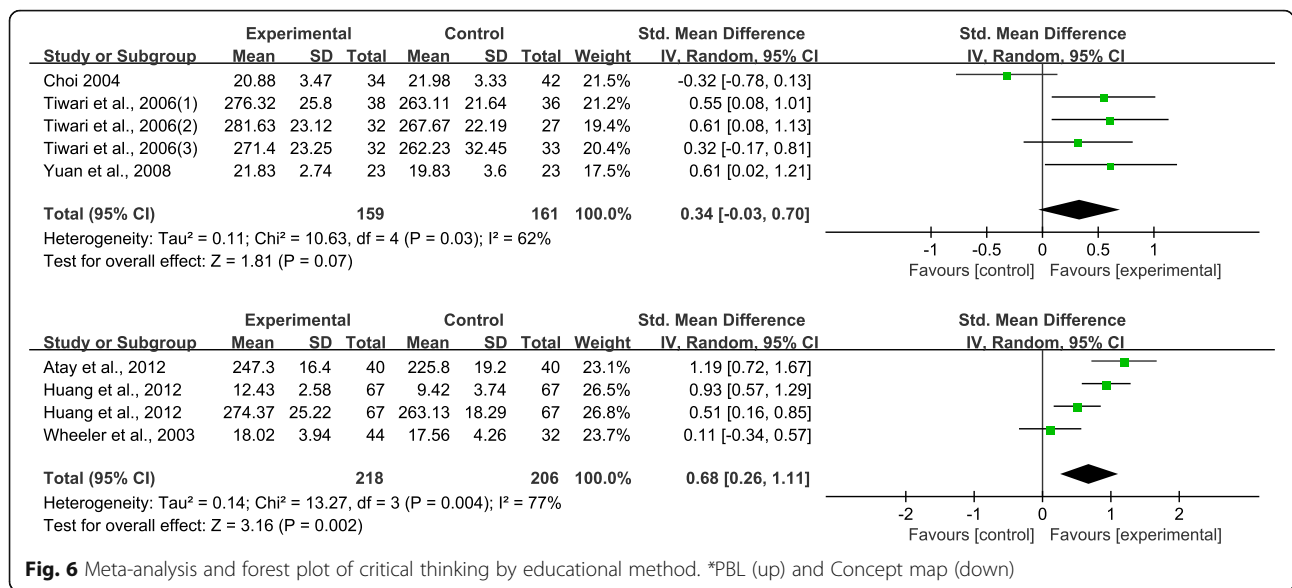 Experimental Control Std. Mean Difference Std. Mean Difference
Study or Subgroup Mean SD Total Mean SD Total Weight IV, Random, 95% CI IV, Random, 95% CI
Choi 2004 20.88 3.47 34 21.98 3.33 42 21.5% -0.32 [-0.78, 0.13]
Tiwari et al., 2006(1) 276.32 25.8 38 263.11 21.64 36 21.2% 0.55 [0.08, 1.01]
Tiwari et al., 2006(2) 281.63 23.12 32 267.67 22.19 27 19.4% 0.61 [0.08, 1.13]
Tiwari et al., 2006(3) 271.4 23.25 32 262.23 32.45 33 20.4% 0.32 [-0.17, 0.81]
Yuan et al., 2008 21.83 2.74 23 19.83 3.6 23 17.5% 0.61 [0.02, 1.21]
Total (95% CI) 159 161 100.0% 0.34 [-0.03, 0.70]
Heterogeneity: Tau² = 0.11; Chi² = 10.63, df = 4 (P = 0.03); I² = 62%
Test for overall effect: Z = 1.81 (P = 0.07)
-1 -0.5 0 0.5 1
Favours [control] Favours [experimental]
Experimental Control Std. Mean Difference Std. Mean Difference
Study or Subgroup Mean SD Total Mean SD Total Weight IV, Random, 95% CI IV, Random, 95% CI
Atay et al., 2012 247.3 16.4 40 225.8 19.2 40 23.1% 1.19 [0.72, 1.67]
Huang et al., 2012 12.43 2.58 67 9.42 3.74 67 26.5% 0.93 [0.57, 1.29]
Huang et al., 2012 274.37 25.22 67 263.13 18.29 67 26.8% 0.51 [0.16, 0.85]
Wheeler et al., 2003 18.02 3.94 44 17.56 4.26 32 23.7% 0.11 [-0.34, 0.57]
Total (95% CI) 218 206 100.0% 0.68 [0.26, 1.11]
Heterogeneity: Tau² = 0.14; Chi² = 13.27, df = 3 (P = 0.004); I² = 77%
Test for overall effect: Z = 3.16 (P = 0.002)
-2 -1 0 1 2
Favours [control] Favours [experimental]
Fig. 6 Meta-analysis and forest plot of critical thinking by educational method. *PBL (up) and Concept map (down)